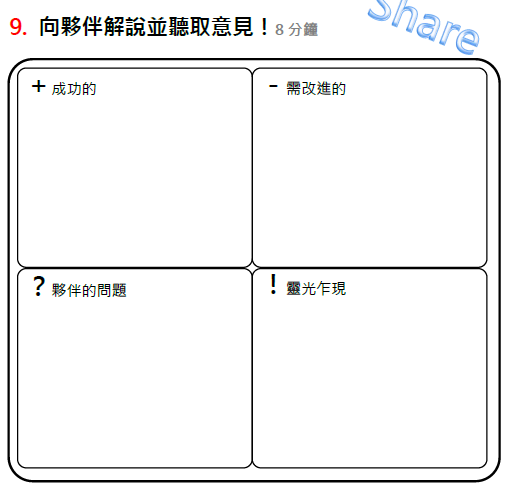 9. 向夥伴解說並聽取意見！8 分鐘
Share
+ 成功的
- 需改進的
? 夥伴的問題
! 靈光乍現